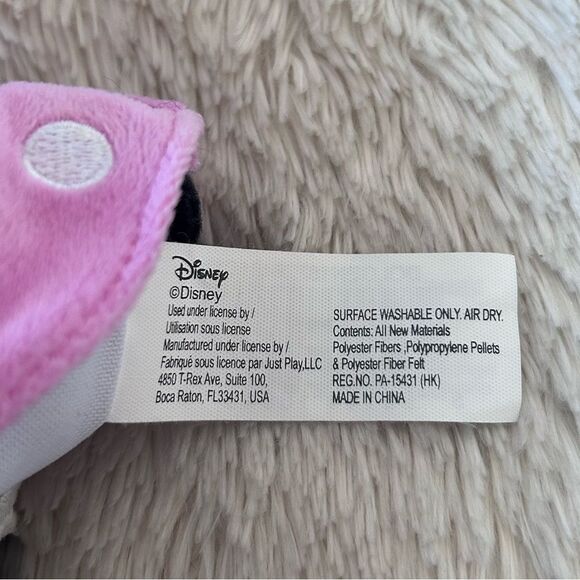 Disney
©Disney
Used under license by /
Utilisation sous license
Manufactured under license by /
Fabriqué sous licence par Just Play,LLC
4850 T-Rex Ave, Suite 100,
Boca Raton, FL33431, USA
SURFACE WASHABLE ONLY. AIR DRY.
Contents: All New Materials
Polyester Fibers ,Polypropylene Pellets
& Polyester Fiber Felt
REG.NO. PA-15431 (HK)
MADE IN CHINA